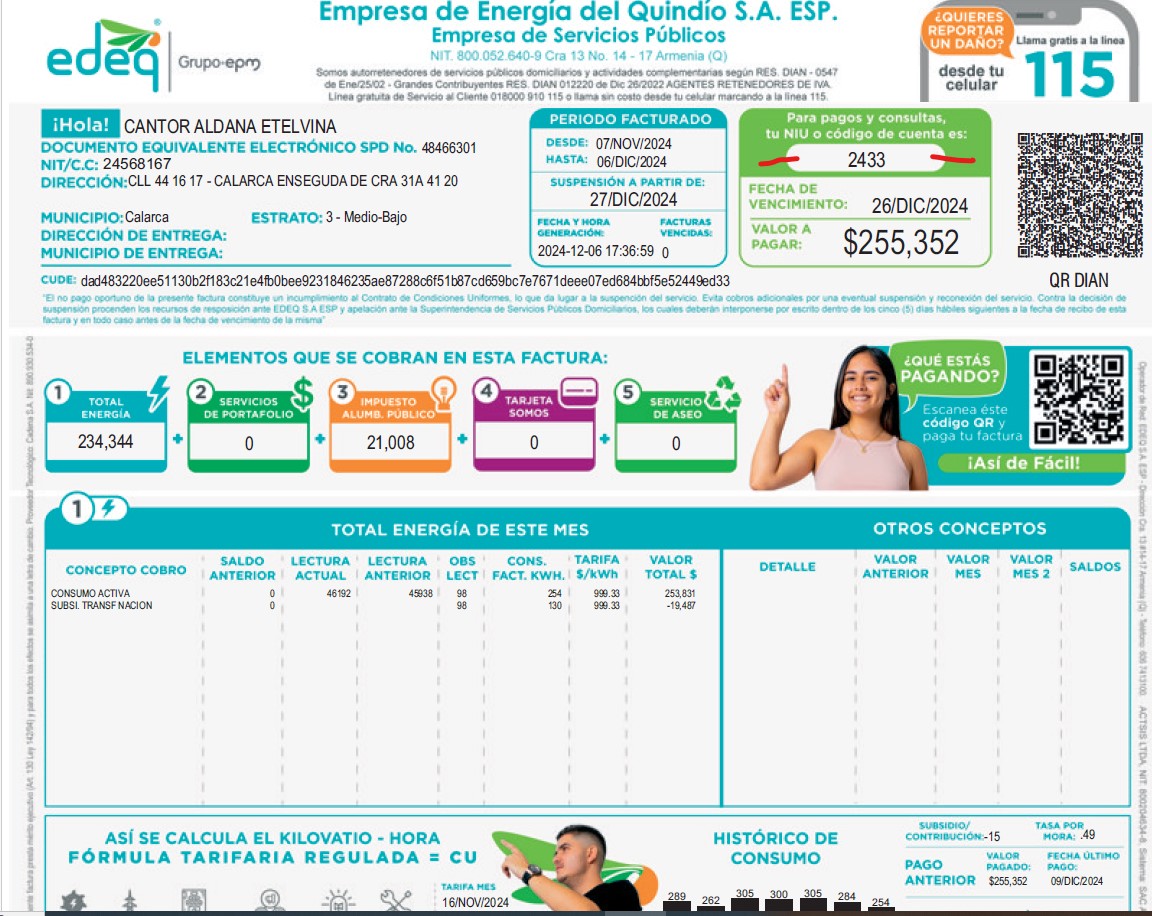 Empresa de Energía del Quindío S.A. ESP.
Empresa de Servicios Públicos
NIT. 800.052.640-9 Cra 13 No. 14 - 17 Armenia (Q)
Somos autorretenedores de servicios públicos domiciliarios y actividades complementarias según RES. DIAN - 0547
de Ene/25/02 - Grandes Contribuyentes RES. DIAN 012220 de Dic 26/2022 AGENTES RETENEDORES DE IVA.
Línea gratuita de Servicio al Cliente 018000 910 115 o llama sin costo desde tu celular marcando a la línea 115.
edeq
Grupo·epm
¿QUIERES
REPORTAR
UN DAÑO?
Llama gratis a la línea
desde tu
celular
115
¡Hola! CANTOR ALDANA ETELVINA
DOCUMENTO EQUIVALENTE ELECTRÓNICO SPD No. 48466301
NIT/C.C: 24568167
DIRECCIÓN: CLL 44 16 17 - CALARCA ENSEGUDA DE CRA 31A 41 20
MUNICIPIO: Calarca ESTRATO: 3 - Medio-Bajo
DIRECCIÓN DE ENTREGA:
MUNICIPIO DE ENTREGA:
PERIODO FACTURADO
DESDE: 07/NOV/2024
HASTA: 06/DIC/2024
SUSPENSIÓN A PARTIR DE:
27/DIC/2024
FECHA Y HORA GENERACIÓN: FACTURAS VENCIDAS:
2024-12-06 17:36:59 0
Para pagos y consultas,
tu NIU o código de cuenta es:
2433
FECHA DE
VENCIMIENTO: 26/DIC/2024
VALOR A
PAGAR: $255,352
QR DIAN
CUDE: dad483220ee51130b2f183c21e4fb0bee9231846235ae87288c6f51b87cd659bc7e7671deee07ed684bbf5e52449ed33
"El no pago oportuno de la presente factura constituye un incumplimiento al Contrato de Condiciones Uniformes, lo que da lugar a la suspención del servicio. Evita cobros adicionales por una eventual suspensión y reconexión del servicio. Contra la decisión de
suspensión procenden los recursos de resposición ante EDEQ S.A ESP y apelación ante la Superintendencia de Servicios Públicos Domiciliarios, los cuales deberán interponerse por escrito dentro de los cinco (5) días hábiles siguientes a la fecha de recibo de esta
factura y en todo caso antes de la fecha de vencimiento de la misma"
ELEMENTOS QUE SE COBRAN EN ESTA FACTURA:
1 TOTAL ENERGÍA
234,344
+
2 SERVICIOS DE PORTAFOLIO
0
+
3 IMPUESTO ALUMB. PÚBLICO
21,008
+
4 TARJETA SOMOS
0
+
5 SERVICIO DE ASEO
0
¿QUÉ ESTÁS
PAGANDO?
Escanea éste
código QR y
paga tu factura
¡Así de Fácil!
1
TOTAL ENERGÍA DE ESTE MES
OTROS CONCEPTOS
CONCEPTO COBRO SALDO ANTERIOR LECTURA ACTUAL LECTURA ANTERIOR OBS LECT CONS. FACT. KWH. TARIFA $/kWh VALOR TOTAL $
DETALLE VALOR ANTERIOR VALOR MES VALOR MES 2 SALDOS
CONSUMO ACTIVA 0 46192 45938 98 254 999.33 253,831
SUBSI. TRANSF NACION 0 98 130 999.33 -19,487
ASÍ SE CALCULA EL KILOVATIO - HORA
FÓRMULA TARIFARIA REGULADA = CU
TARIFA MES
16/NOV/2024
HISTÓRICO DE
CONSUMO
289 262 305 300 305 284 254
SUBSIDIO/
CONTRIBUCIÓN: -15
TASA POR
MORA: .49
PAGO
ANTERIOR
VALOR
PAGADO:
$255,352
FECHA ÚLTIMO
PAGO:
09/DIC/2024